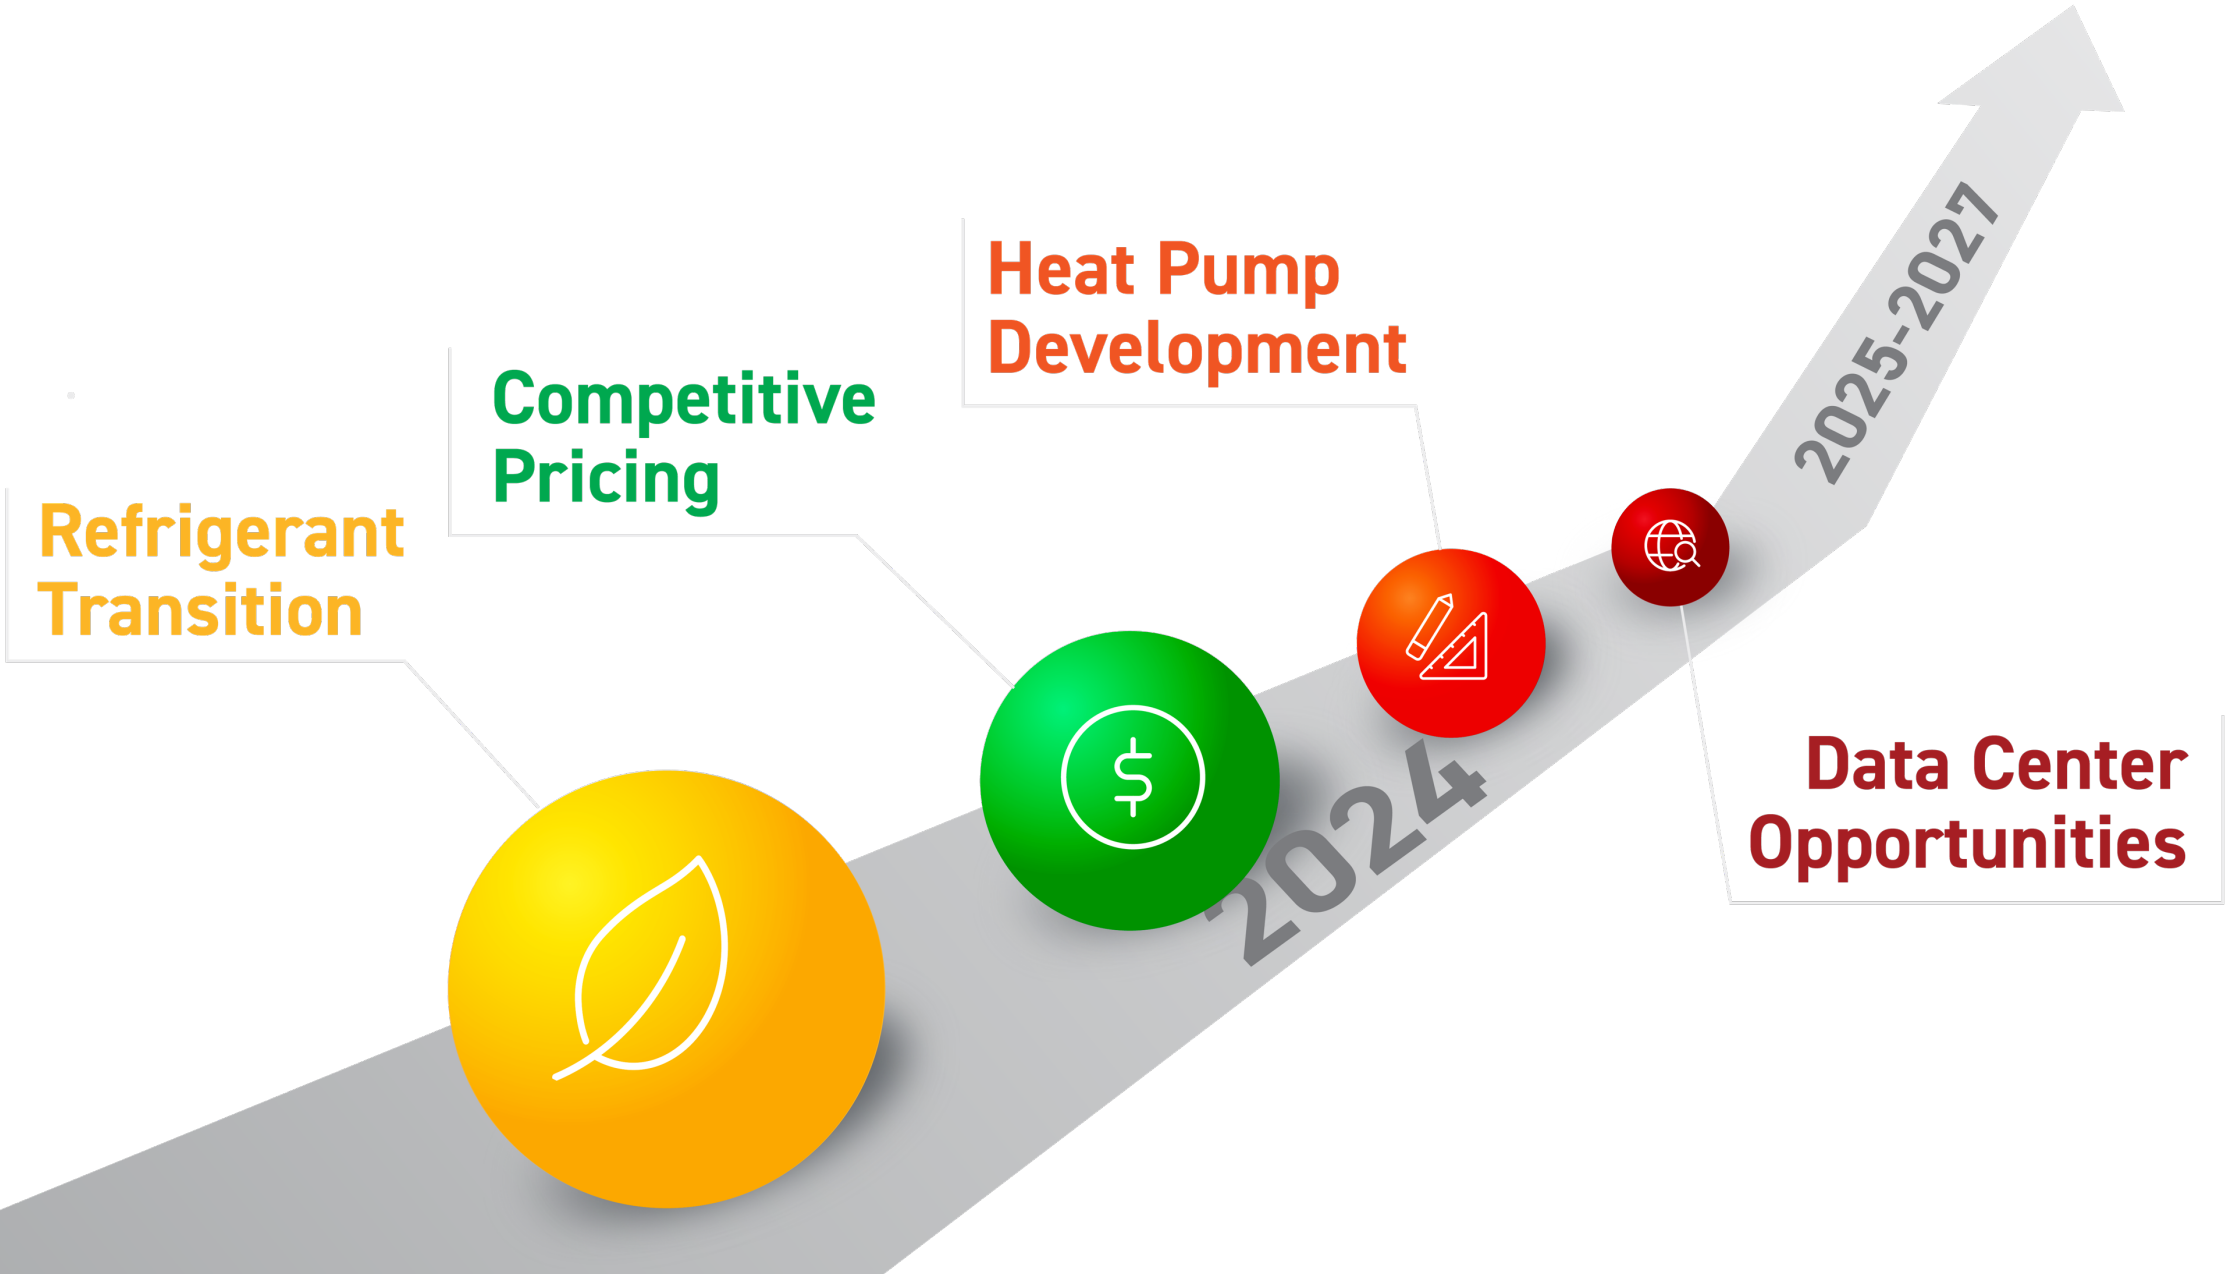 Refrigerant
Transition
Competitive
Pricing
Heat Pump
Development
Data Center
Opportunities
2024
2025-2027
$